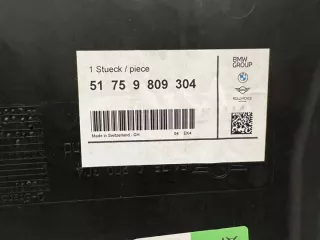 1 Stueck / piece
BMW
GROUP
51 75 9 809 304
Made in Switzerland - CH